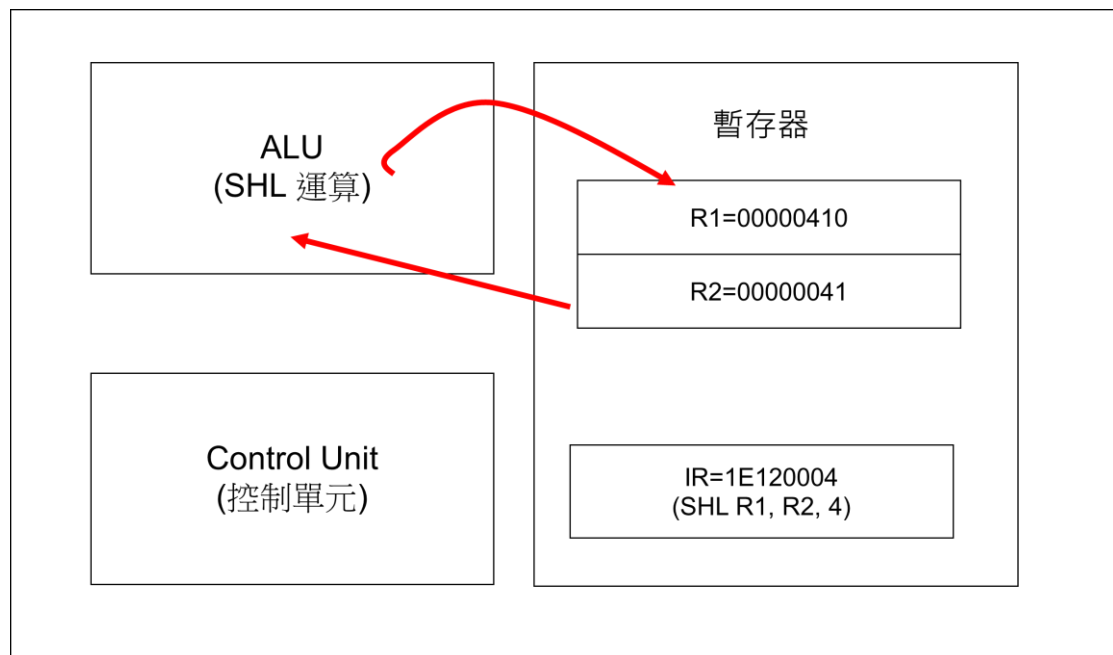 ALU
(SHL 運算)
暫存器
R1=00000410
R2=00000041
Control Unit
(控制單元)
IR=1E120004
(SHL R1, R2, 4)